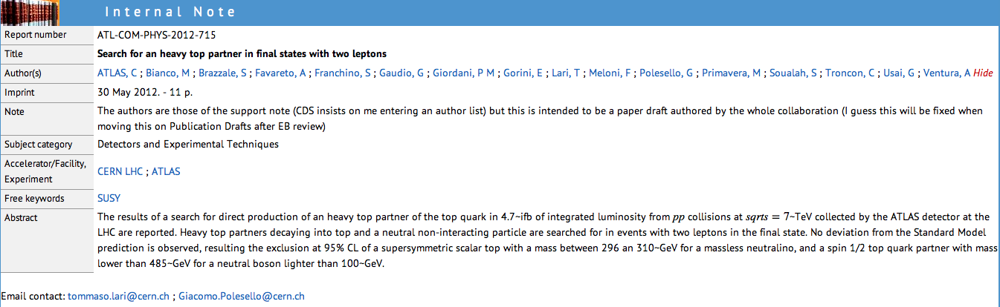 Internal Note
Report number ATL-COM-PHYS-2012-715
Title Search for an heavy top partner in final states with two leptons
Author(s) ATLAS, C ; Bianco, M ; Brazzale, S ; Favareto, A ; Franchino, S ; Gaudio, G ; Giordani, P M ; Gorini, E ; Lari, T ; Meloni, F ; Polesello, G ; Primavera, M ; Soualah, S ; Troncon, C ; Usai, G ; Ventura, A Hide
Imprint 30 May 2012. - 11 p.
Note The authors are those of the support note (CDS insists on me entering an author list) but this is intended to be a paper draft authored by the whole collaboration (I guess this will be fixed when
moving this on Publication Drafts after EB review)
Subject category Detectors and Experimental Techniques
Accelerator/Facility,
Experiment CERN LHC ; ATLAS
Free keywords SUSY
Abstract The results of a search for direct production of an heavy top partner of the top quark in 4.7~ifb of integrated luminosity from pp collisions at sqrts = 7~TeV collected by the ATLAS detector at the
LHC are reported. Heavy top partners decaying into top and a neutral non-interacting particle are searched for in events with two leptons in the final state. No deviation from the Standard Model
prediction is observed, resulting the exclusion at 95% CL of a supersymmetric scalar top with a mass between 296 an 310~GeV for a massless neutralino, and a spin 1/2 top quark partner with mass
lower than 485~GeV for a neutral boson lighter than 100~GeV.
Email contact: tommaso.lari@cern.ch ; Giacomo.Polesello@cern.ch